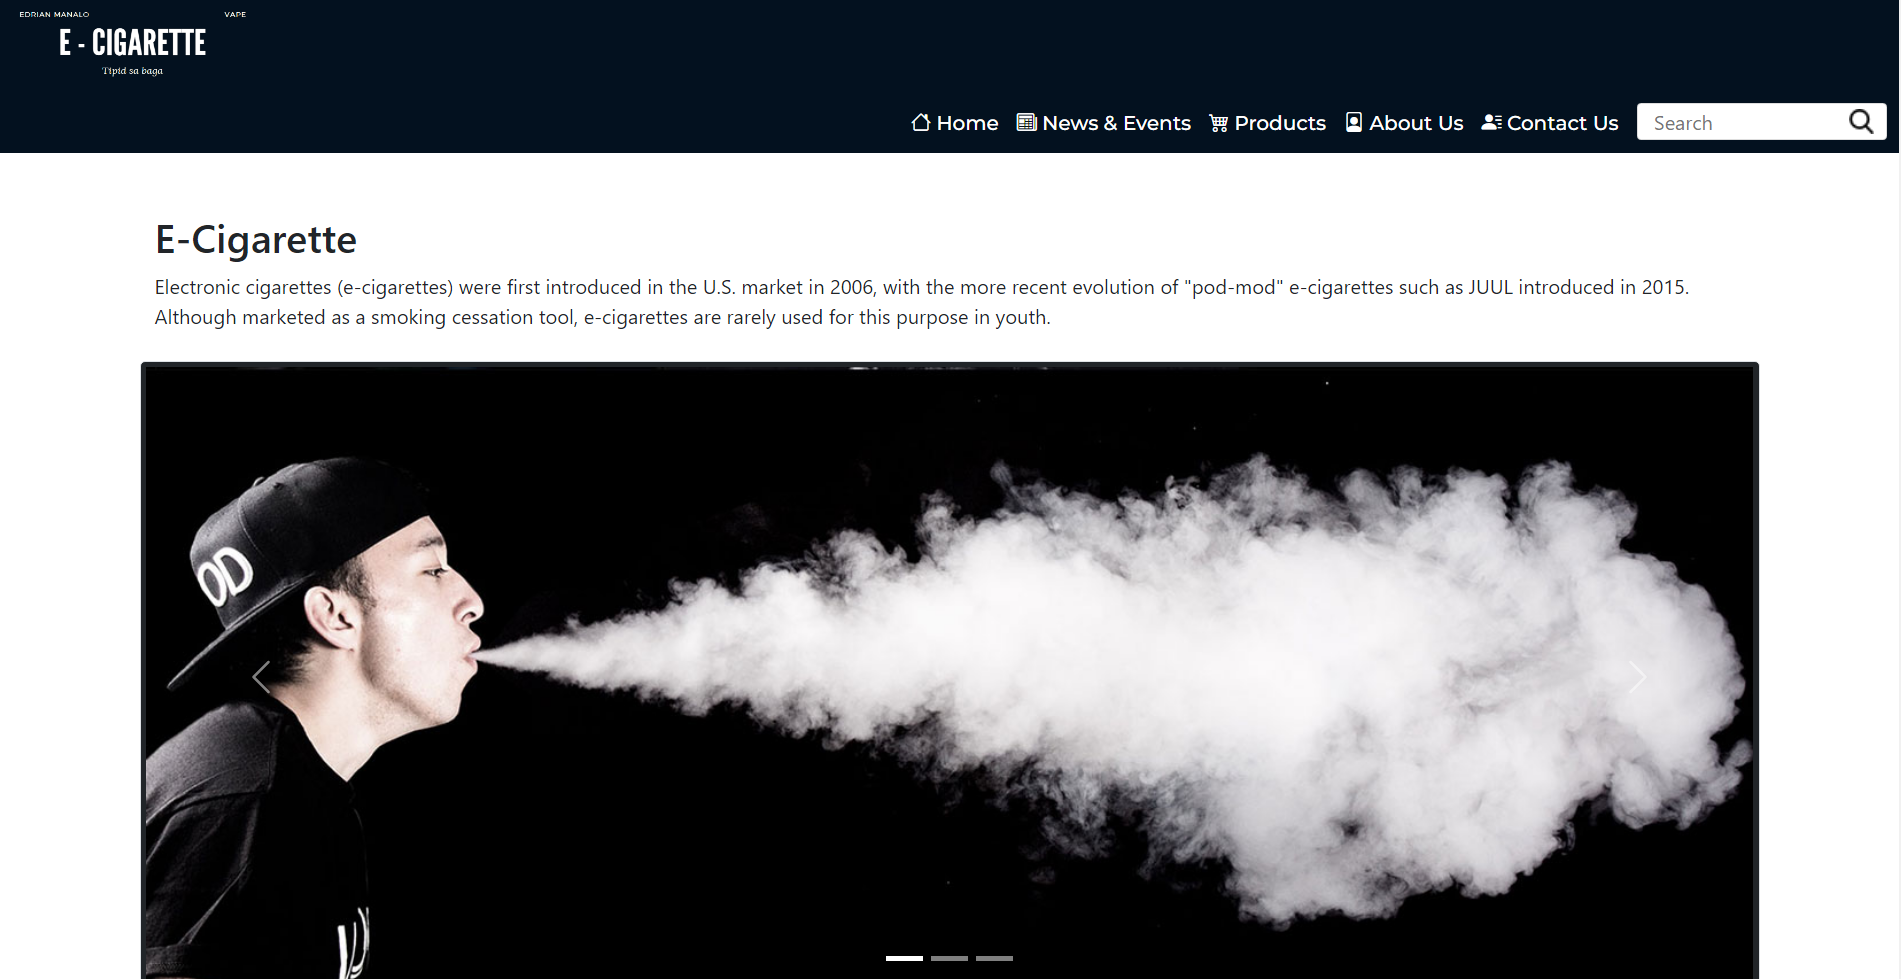 EDRIAN MANALO VAPE
E - CIGARETTE
Tipid sa baga
Home News & Events Products About Us Contact Us Search
E-Cigarette
Electronic cigarettes (e-cigarettes) were first introduced in the U.S. market in 2006, with the more recent evolution of "pod-mod" e-cigarettes such as JUUL introduced in 2015.
Although marketed as a smoking cessation tool, e-cigarettes are rarely used for this purpose in youth.
OD